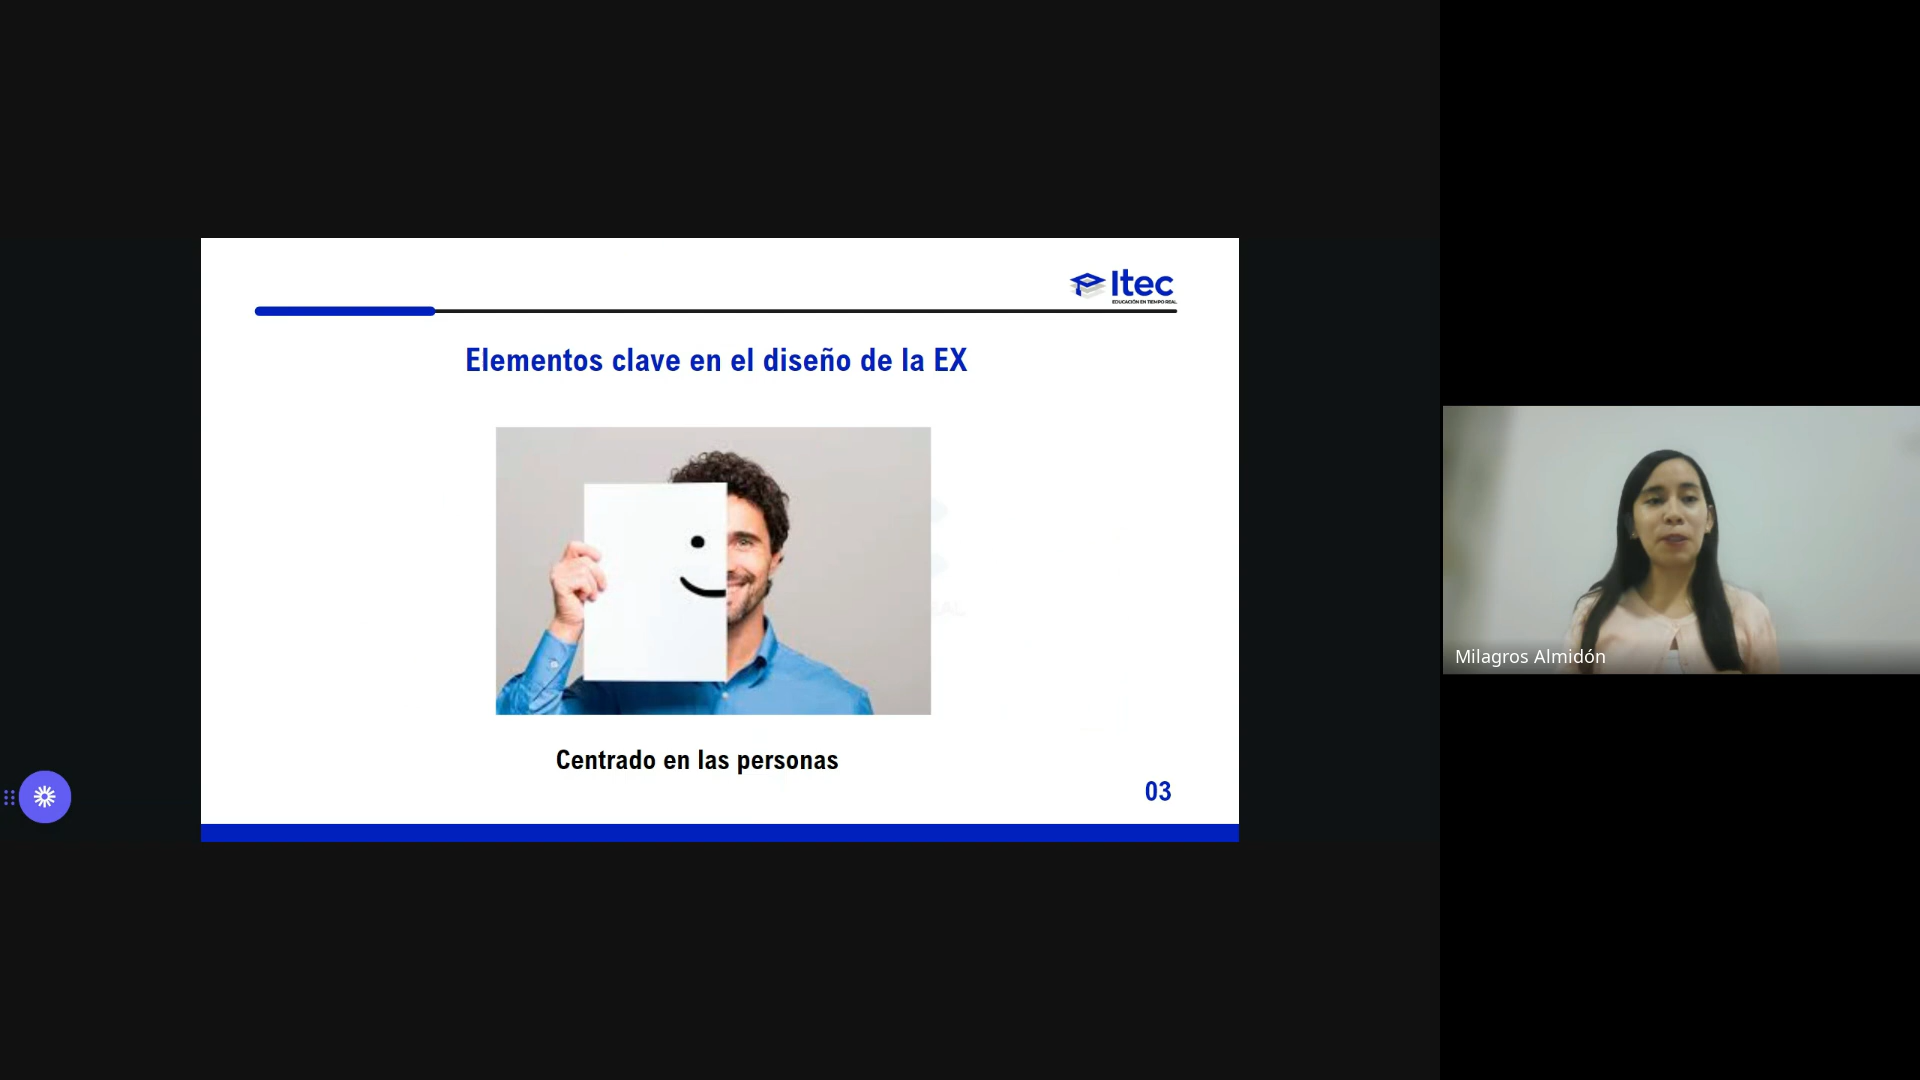 Itec
EDUCACIÓN EN TIEMPO REAL
Elementos clave en el diseño de la EX
Centrado en las personas
03
Milagros Almidón